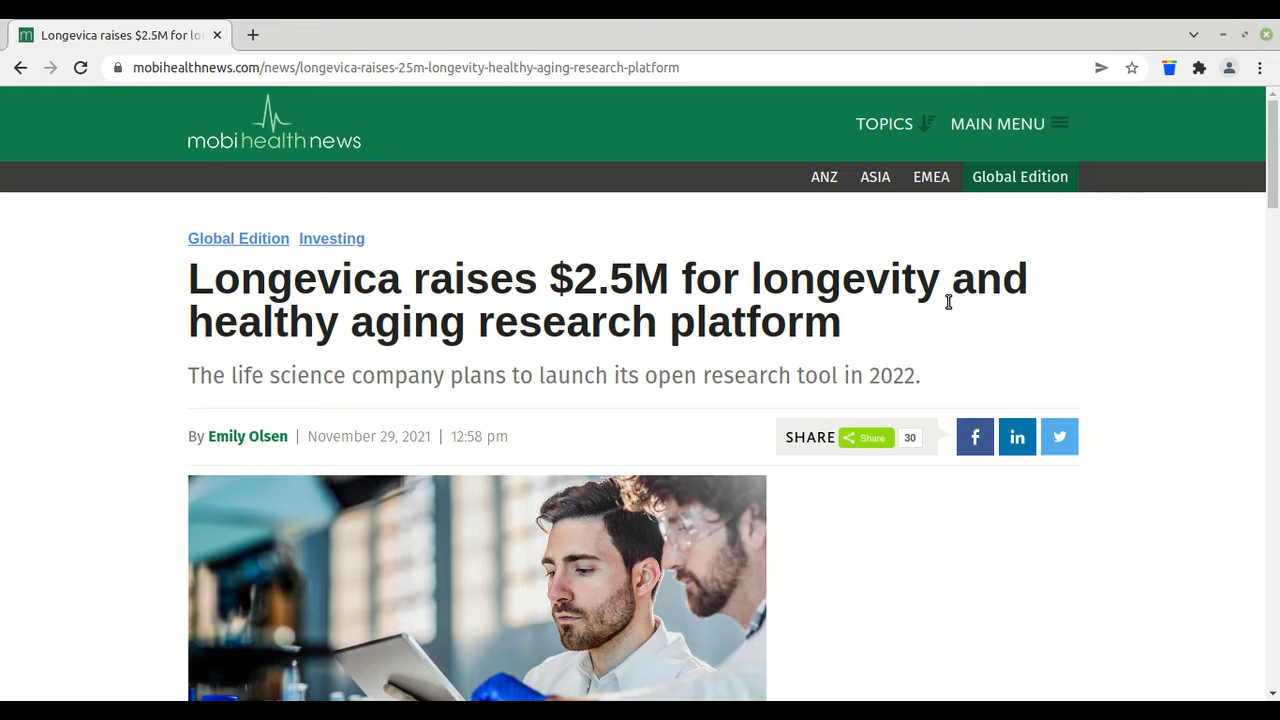 Longevica raises $2.5M for lo
mobihealthnews.com/news/longevica-raises-25m-longevity-healthy-aging-research-platform
mobihealthnews
TOPICS
MAIN MENU
ANZ
ASIA
EMEA
Global Edition
Global Edition Investing
Longevica raises $2.5M for longevity and
healthy aging research platform
The life science company plans to launch its open research tool in 2022.
By Emily Olsen | November 29, 2021 | 12:58 pm
SHARE Share 30